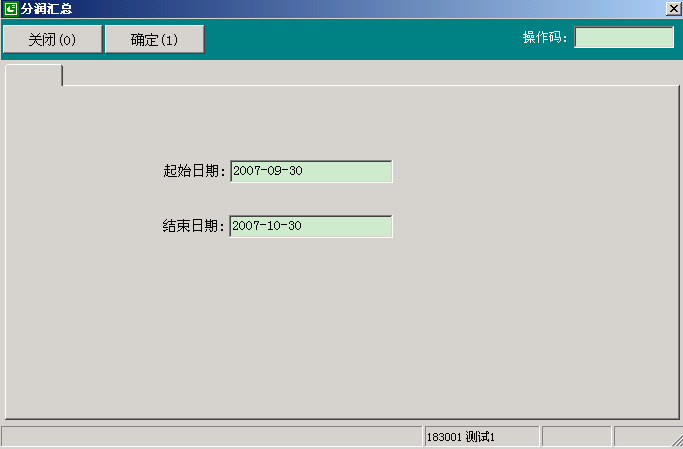 分润汇总
关闭(0) 确定(1) 操作码:
起始日期: 2007-09-30
结束日期: 2007-10-30
183001 测试1